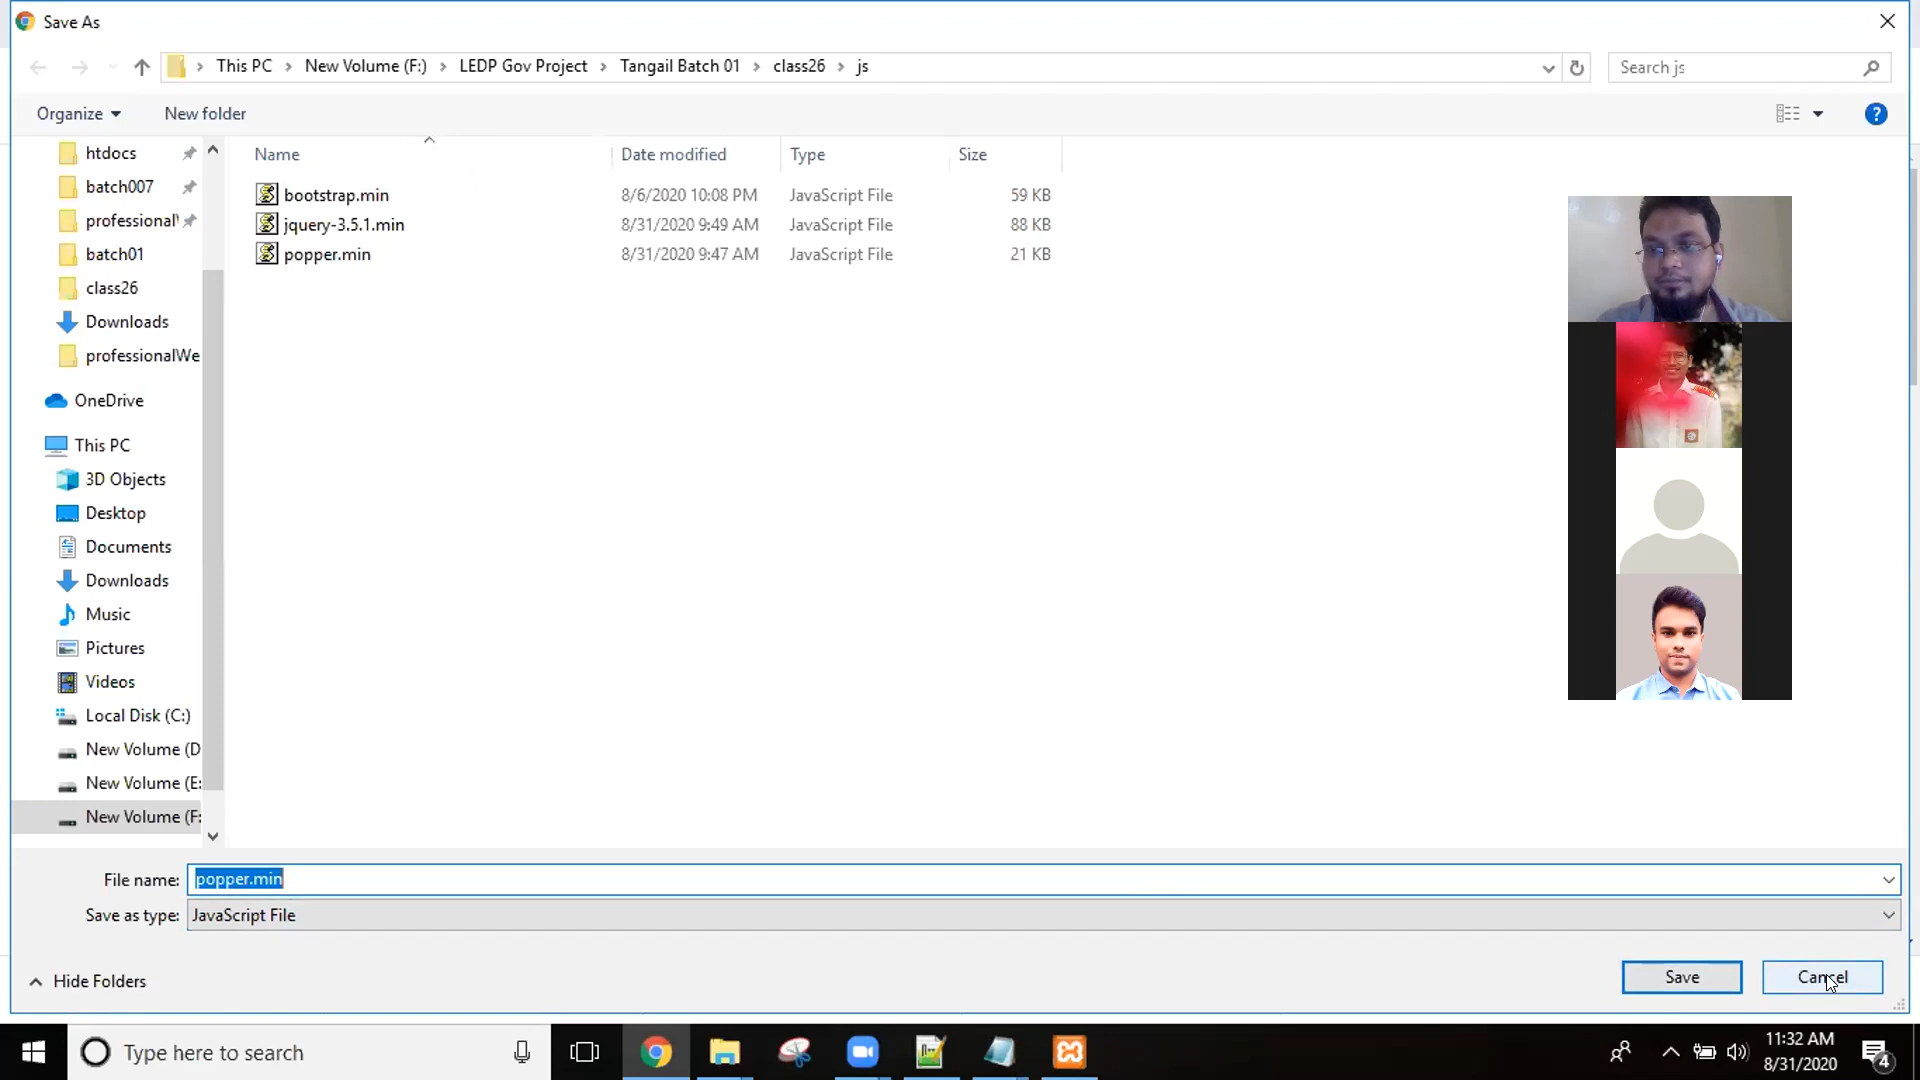 Save As
This PC > New Volume (F:) > LEDP Gov Project > Tangail Batch 01 > class26 > js
Search js
Organize
New folder
htdocs
batch007
professional
batch01
class26
Downloads
professionalWe
OneDrive
This PC
3D Objects
Desktop
Documents
Downloads
Music
Pictures
Videos
Local Disk (C:)
New Volume (D
New Volume (E:
New Volume (F:
Name Date modified Type Size
bootstrap.min 8/6/2020 10:08 PM JavaScript File 59 KB
jquery-3.5.1.min 8/31/2020 9:49 AM JavaScript File 88 KB
popper.min 8/31/2020 9:47 AM JavaScript File 21 KB
File name: popper.min
Save as type: JavaScript File
Hide Folders
Save
Cancel
Type here to search
11:32 AM
8/31/2020
4